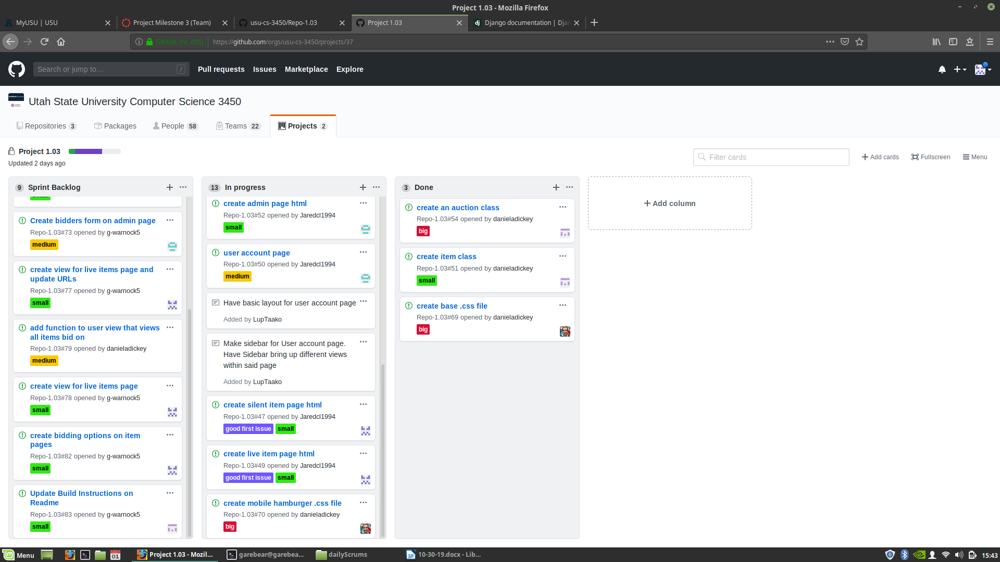 Project 1.03 - Mozilla Firefox
MyUSU | USU
Project Milestone 3 (Team)
usu-cs-3450/Repo-1.03
Project 1.03
Django documentation | Djan
GitHub, Inc. (US)
https://github.com/orgs/usu-cs-3450/projects/37
Search or jump to…
/
Pull requests
Issues
Marketplace
Explore
Utah State University Computer Science 3450
Repositories 3
Packages
People 58
Teams 22
Projects 2
Project 1.03
Updated 2 days ago
Filter cards
Add cards
Fullscreen
Menu
9 Sprint Backlog
Create bidders form on admin page
Repo-1.03#73 opened by g-warnock5
medium
create view for live items page and
update URLs
Repo-1.03#77 opened by g-warnock5
small
add function to user view that views
all items bid on
Repo-1.03#79 opened by danieladickey
medium
create view for live items page
Repo-1.03#78 opened by g-warnock5
small
create bidding options on item
pages
Repo-1.03#82 opened by g-warnock5
small
Update Build Instructions on
Readme
Repo-1.03#83 opened by g-warnock5
small
13 In progress
create admin page html
Repo-1.03#52 opened by Jaredcl1994
small
user account page
Repo-1.03#50 opened by Jaredcl1994
medium
Have basic layout for user account page
Added by LupTaako
Make sidebar for User account page.
Have Sidebar bring up different views
within said page
Added by LupTaako
create silent item page html
Repo-1.03#47 opened by Jaredcl1994
good first issue small
create live item page html
Repo-1.03#49 opened by Jaredcl1994
good first issue small
create mobile hamburger .css file
Repo-1.03#70 opened by danieladickey
big
3 Done
create an auction class
Repo-1.03#54 opened by danieladickey
big
create item class
Repo-1.03#51 opened by danieladickey
small
create base .css file
Repo-1.03#69 opened by danieladickey
big
Add column
Menu
01
Project 1.03 - Mozil...
garebear@garebea...
dailyScrums
10-30-19.docx - Lib...
15:43